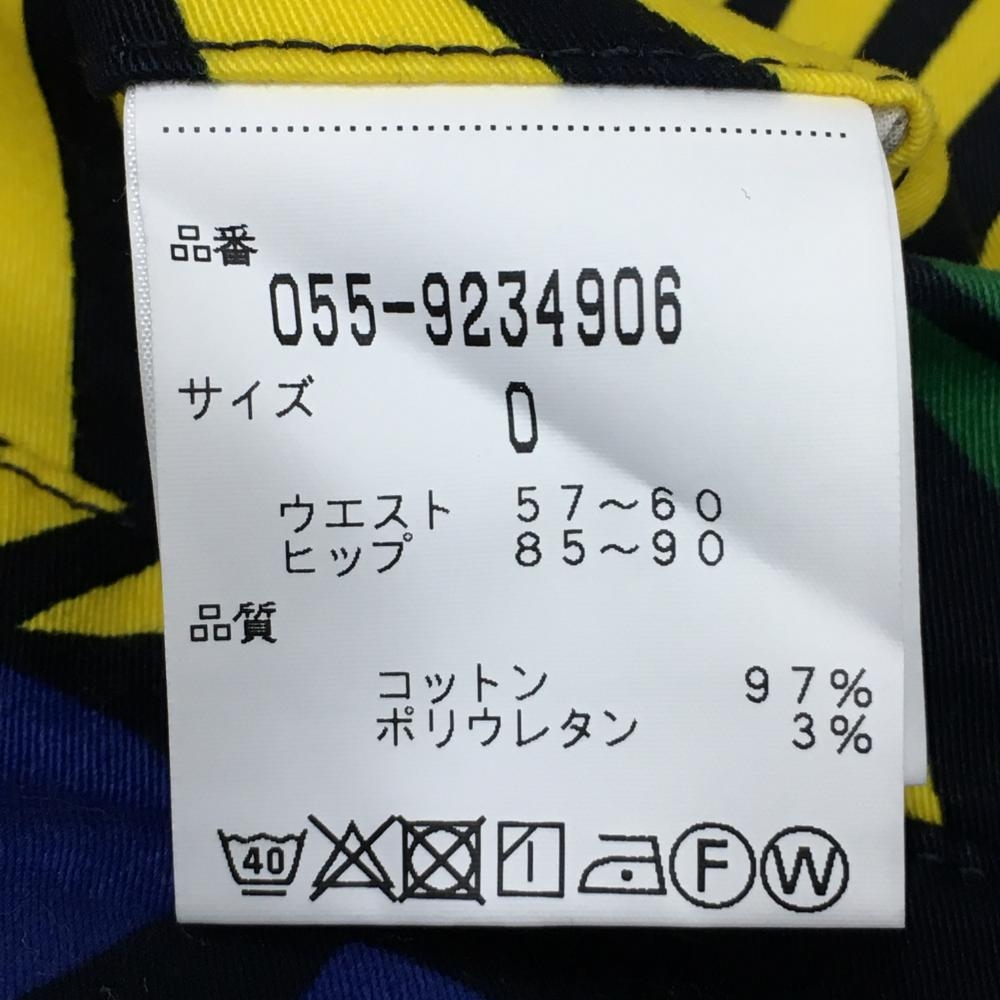 品番
055-9234906
サイズ 0
ウエスト 57～60
ヒップ 85～90
品質
コットン 97%
ポリウレタン 3%
40 F W